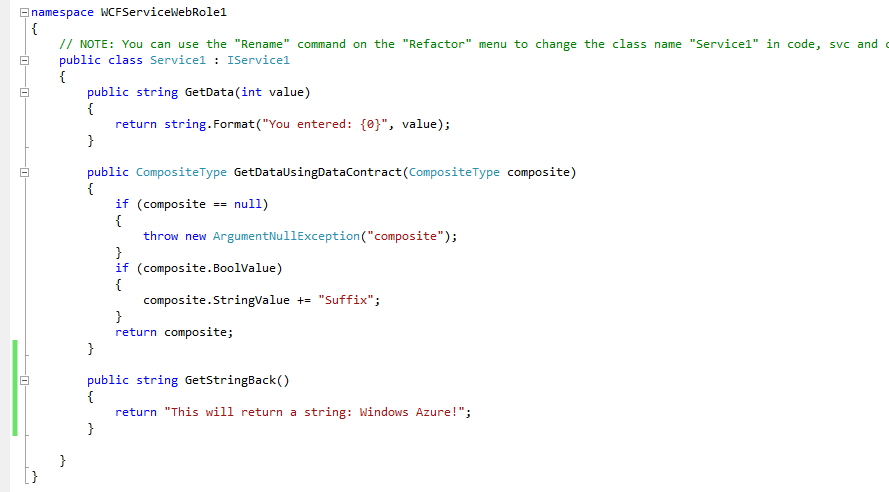 namespace WCFServiceWebRole1
{
// NOTE: You can use the "Rename" command on the "Refactor" menu to change the class name "Service1" in code, svc and
public class Service1 : IService1
{
public string GetData(int value)
{
return string.Format("You entered: {0}", value);
}
public CompositeType GetDataUsingDataContract(CompositeType composite)
{
if (composite == null)
{
throw new ArgumentNullException("composite");
}
if (composite.BoolValue)
{
composite.StringValue += "Suffix";
}
return composite;
}
public string GetStringBack()
{
return "This will return a string: Windows Azure!";
}
}
}